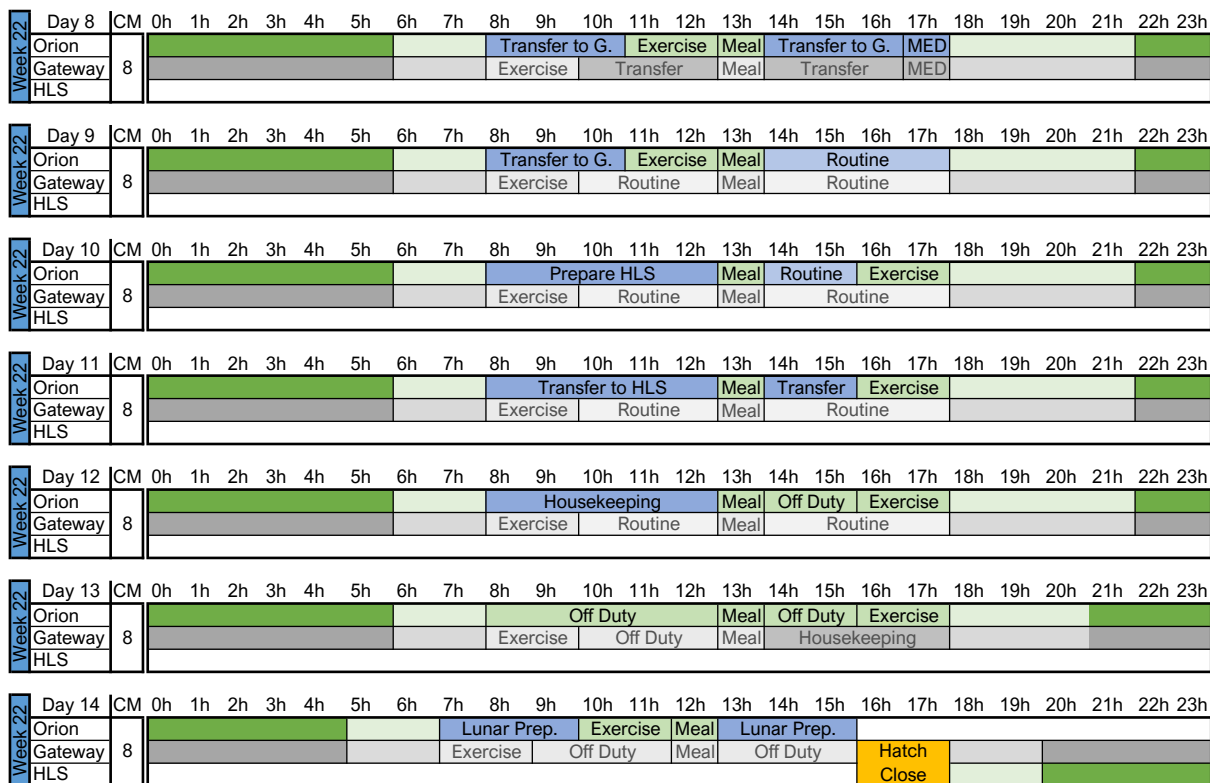 Week 22
Day 8 CM 0h 1h 2h 3h 4h 5h 6h 7h 8h 9h 10h 11h 12h 13h 14h 15h 16h 17h 18h 19h 20h 21h 22h 23h
Orion Transfer to G. Exercise Meal Transfer to G. MED
Gateway 8 Exercise Transfer Meal Transfer MED
HLS
Week 22
Day 9 CM 0h 1h 2h 3h 4h 5h 6h 7h 8h 9h 10h 11h 12h 13h 14h 15h 16h 17h 18h 19h 20h 21h 22h 23h
Orion Transfer to G. Exercise Meal Routine
Gateway 8 Exercise Routine Meal Routine
HLS
Week 22
Day 10 CM 0h 1h 2h 3h 4h 5h 6h 7h 8h 9h 10h 11h 12h 13h 14h 15h 16h 17h 18h 19h 20h 21h 22h 23h
Orion Prepare HLS Meal Routine Exercise
Gateway 8 Exercise Routine Meal Routine
HLS
Week 22
Day 11 CM 0h 1h 2h 3h 4h 5h 6h 7h 8h 9h 10h 11h 12h 13h 14h 15h 16h 17h 18h 19h 20h 21h 22h 23h
Orion Transfer to HLS Meal Transfer Exercise
Gateway 8 Exercise Routine Meal Routine
HLS
Week 22
Day 12 CM 0h 1h 2h 3h 4h 5h 6h 7h 8h 9h 10h 11h 12h 13h 14h 15h 16h 17h 18h 19h 20h 21h 22h 23h
Orion Housekeeping Meal Off Duty Exercise
Gateway 8 Exercise Routine Meal Routine
HLS
Week 22
Day 13 CM 0h 1h 2h 3h 4h 5h 6h 7h 8h 9h 10h 11h 12h 13h 14h 15h 16h 17h 18h 19h 20h 21h 22h 23h
Orion Off Duty Meal Off Duty Exercise
Gateway 8 Exercise Off Duty Meal Housekeeping
HLS
Week 22
Day 14 CM 0h 1h 2h 3h 4h 5h 6h 7h 8h 9h 10h 11h 12h 13h 14h 15h 16h 17h 18h 19h 20h 21h 22h 23h
Orion Lunar Prep. Exercise Meal Lunar Prep.
Gateway 8 Exercise Off Duty Meal Off Duty Hatch
HLS Close